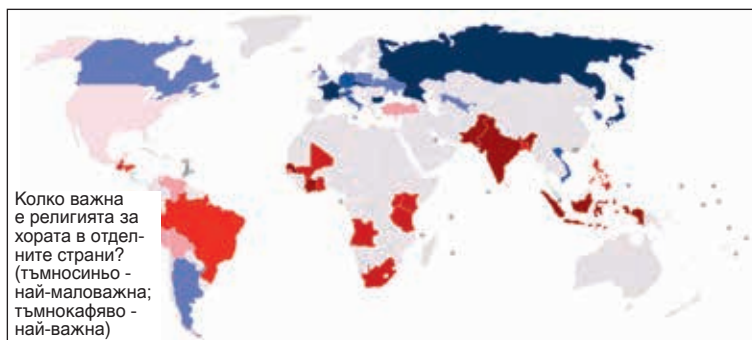 Колко важна
е религията за
хората в отдел-
ните страни?
(тъмносиньо -
най-маловажна;
тъмнокафяво -
най-важна)